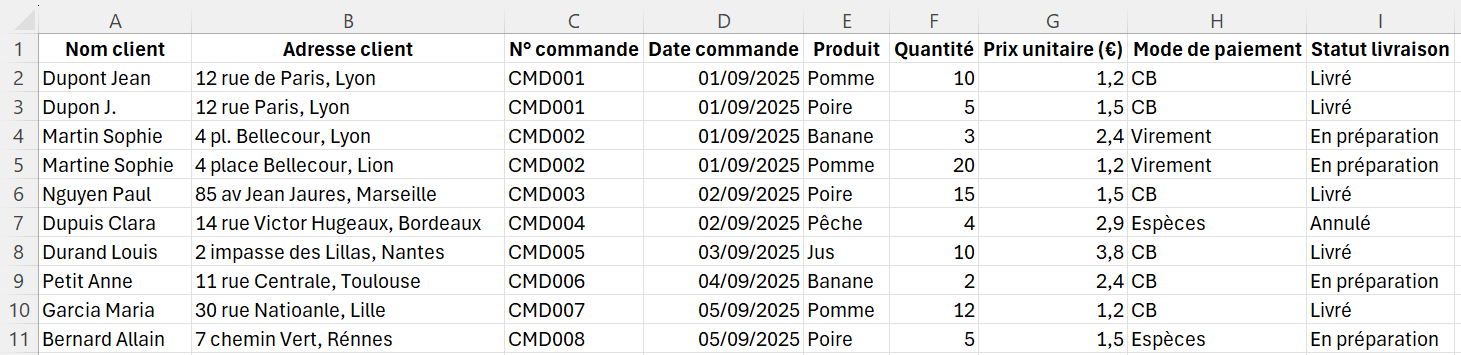 A B C D E F G H I
1 Nom client Adresse client N° commande Date commande Produit Quantité Prix unitaire (€) Mode de paiement Statut livraison
2 Dupont Jean 12 rue de Paris, Lyon CMD001 01/09/2025 Pomme 10 1,2 CB Livré
3 Dupon J. 12 rue Paris, Lyon CMD001 01/09/2025 Poire 5 1,5 CB Livré
4 Martin Sophie 4 pl. Bellecour, Lyon CMD002 01/09/2025 Banane 3 2,4 Virement En préparation
5 Martine Sophie 4 place Bellecour, Lion CMD002 01/09/2025 Pomme 20 1,2 Virement En préparation
6 Nguyen Paul 85 av Jean Jaures, Marseille CMD003 02/09/2025 Poire 15 1,5 CB Livré
7 Dupuis Clara 14 rue Victor Hugeaux, Bordeaux CMD004 02/09/2025 Pêche 4 2,9 Espèces Annulé
8 Durand Louis 2 impasse des Lillas, Nantes CMD005 03/09/2025 Jus 10 3,8 CB Livré
9 Petit Anne 11 rue Centrale, Toulouse CMD006 04/09/2025 Banane 2 2,4 CB En préparation
10 Garcia Maria 30 rue Natioanle, Lille CMD007 05/09/2025 Pomme 12 1,2 CB Livré
11 Bernard Allain 7 chemin Vert, Rénnes CMD008 05/09/2025 Poire 5 1,5 Espèces En préparation